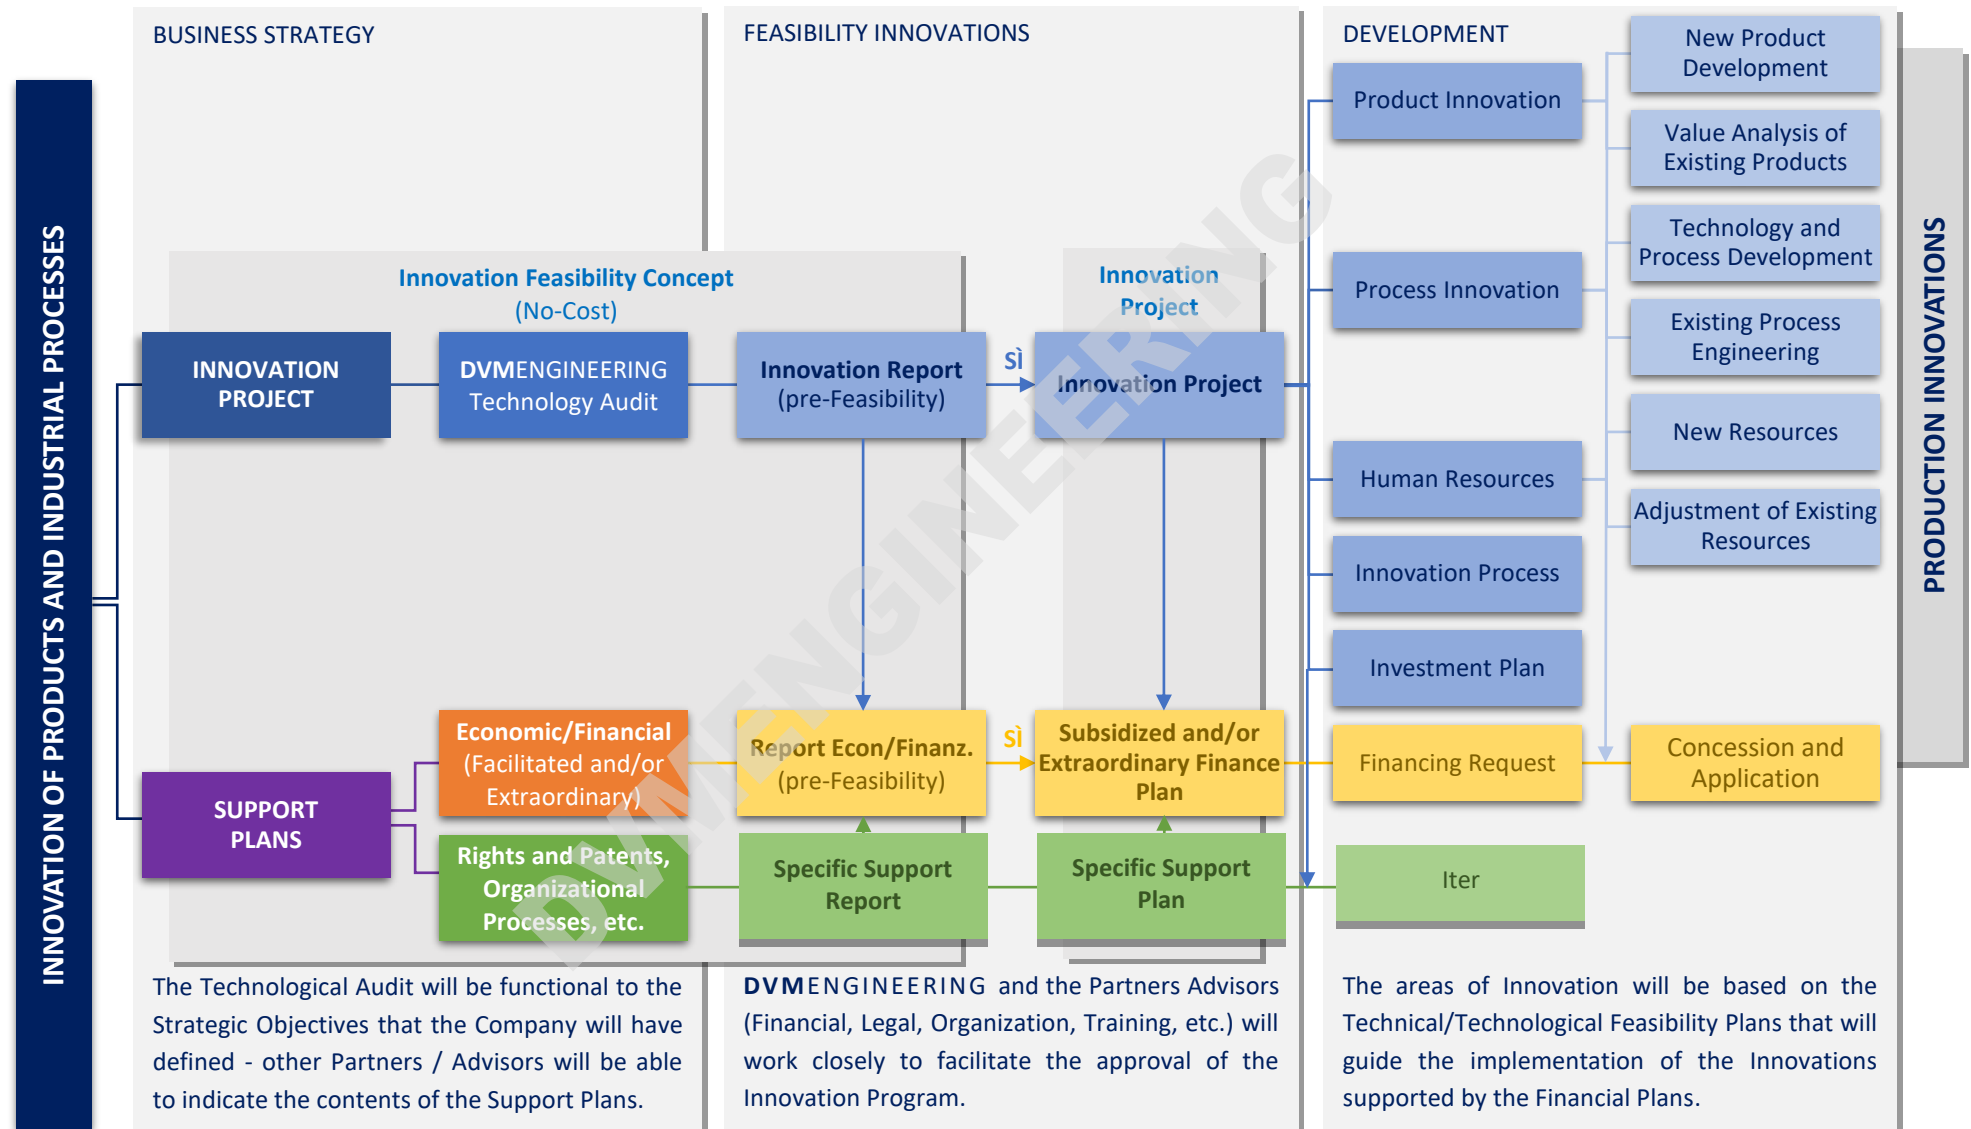 INNOVATION OF PRODUCTS AND INDUSTRIAL PROCESSES
BUSINESS STRATEGY
Innovation Feasibility Concept
(No-Cost)
INNOVATION
PROJECT
DVMENGINEERING
Technology Audit
SUPPORT
PLANS
Economic/Financial
(Facilitated and/or
Extraordinary)
Rights and Patents,
Organizational
Processes, etc.
The Technological Audit will be functional to the
Strategic Objectives that the Company will have
defined - other Partners / Advisors will be able
to indicate the contents of the Support Plans.
FEASIBILITY INNOVATIONS
Innovation
Project
Innovation Report
(pre-Feasibility)
SÌ
Innovation Project
Report Econ/Finanz.
(pre-Feasibility)
SÌ
Subsidized and/or
Extraordinary Finance
Plan
Specific Support
Report
Specific Support
Plan
DVMENGINEERING and the Partners Advisors
(Financial, Legal, Organization, Training, etc.) will
work closely to facilitate the approval of the
Innovation Program.
DEVELOPMENT
Product Innovation
Process Innovation
Human Resources
Innovation Process
Investment Plan
Financing Request
Iter
New Product
Development
Value Analysis of
Existing Products
Technology and
Process Development
Existing Process
Engineering
New Resources
Adjustment of Existing
Resources
Concession and
Application
The areas of Innovation will be based on the
Technical/Technological Feasibility Plans that will
guide the implementation of the Innovations
supported by the Financial Plans.
PRODUCTION INNOVATIONS
DVMENGINEERING